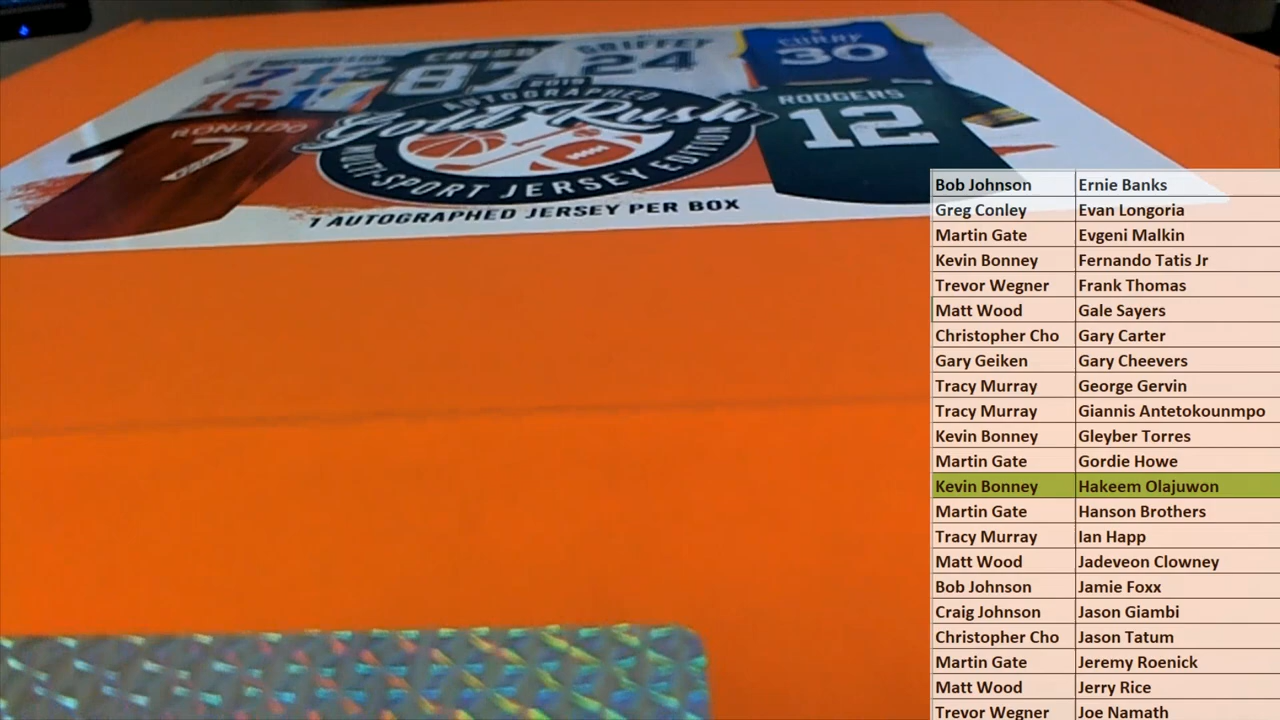 CROSBY
87
GRIFFEY
24
CURRY
30
RONALDO
7
RODGERS
12
2019
AUTOGRAPHED
Gold Rush
MULTI-SPORT JERSEY EDITION
1 AUTOGRAPHED JERSEY PER BOX
Bob Johnson Ernie Banks
Greg Conley Evan Longoria
Martin Gate Evgeni Malkin
Kevin Bonney Fernando Tatis Jr
Trevor Wegner Frank Thomas
Matt Wood Gale Sayers
Christopher Cho Gary Carter
Gary Geiken Gary Cheevers
Tracy Murray George Gervin
Tracy Murray Giannis Antetokounmpo
Kevin Bonney Gleyber Torres
Martin Gate Gordie Howe
Kevin Bonney Hakeem Olajuwon
Martin Gate Hanson Brothers
Tracy Murray Ian Happ
Matt Wood Jadeveon Clowney
Bob Johnson Jamie Foxx
Craig Johnson Jason Giambi
Christopher Cho Jason Tatum
Martin Gate Jeremy Roenick
Matt Wood Jerry Rice
Trevor Wegner Joe Namath